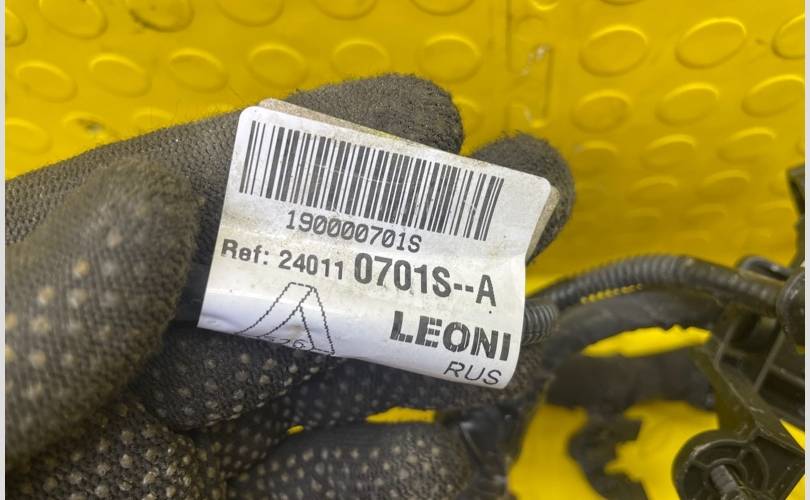 190000701S
Ref: 24011 0701S--A
LEONI
RUS